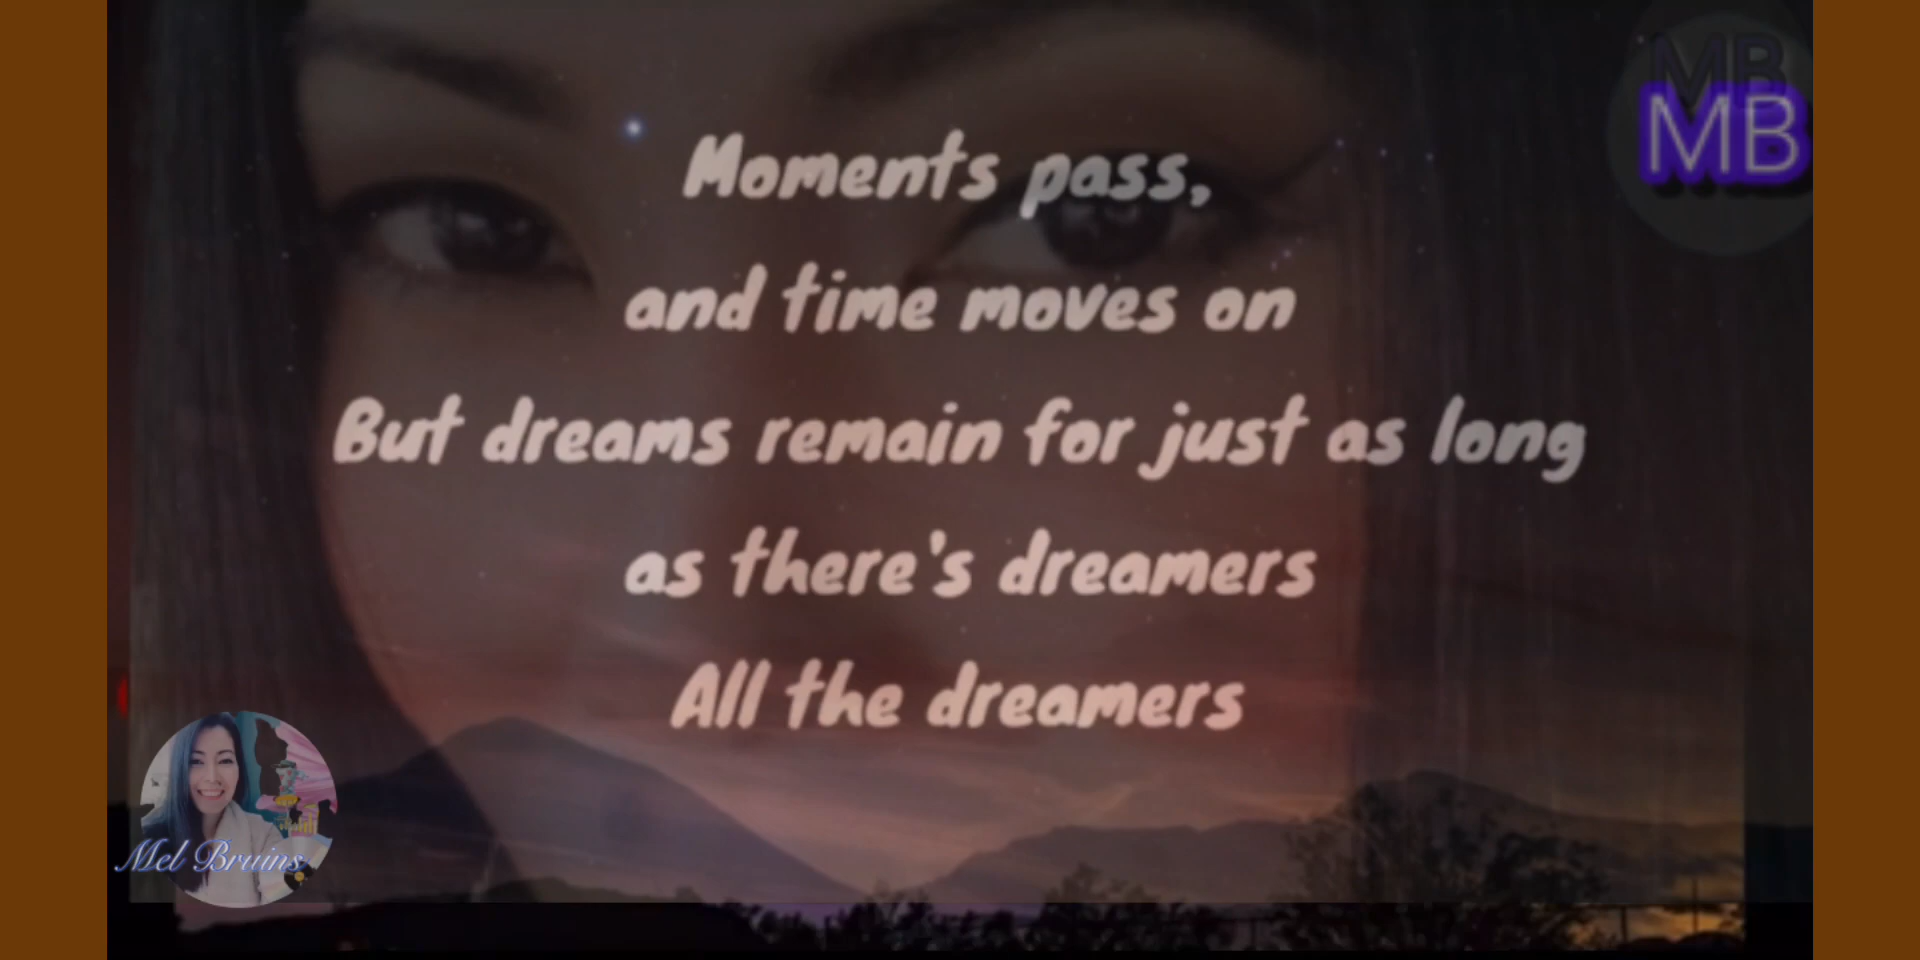 MB
MB
Moments pass,
and time moves on
But dreams remain for just as long
as there's dreamers
All the dreamers
Mel Bruins